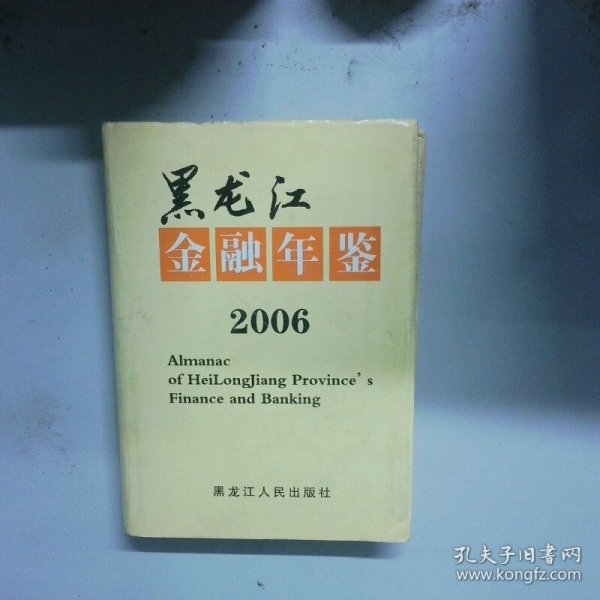 黑龙江
金融年鉴
2006
Almanac
of HeiLongJiang Province's
Finance and Banking
黑龙江人民出版社
孔夫子旧书网
www.kongfz.com